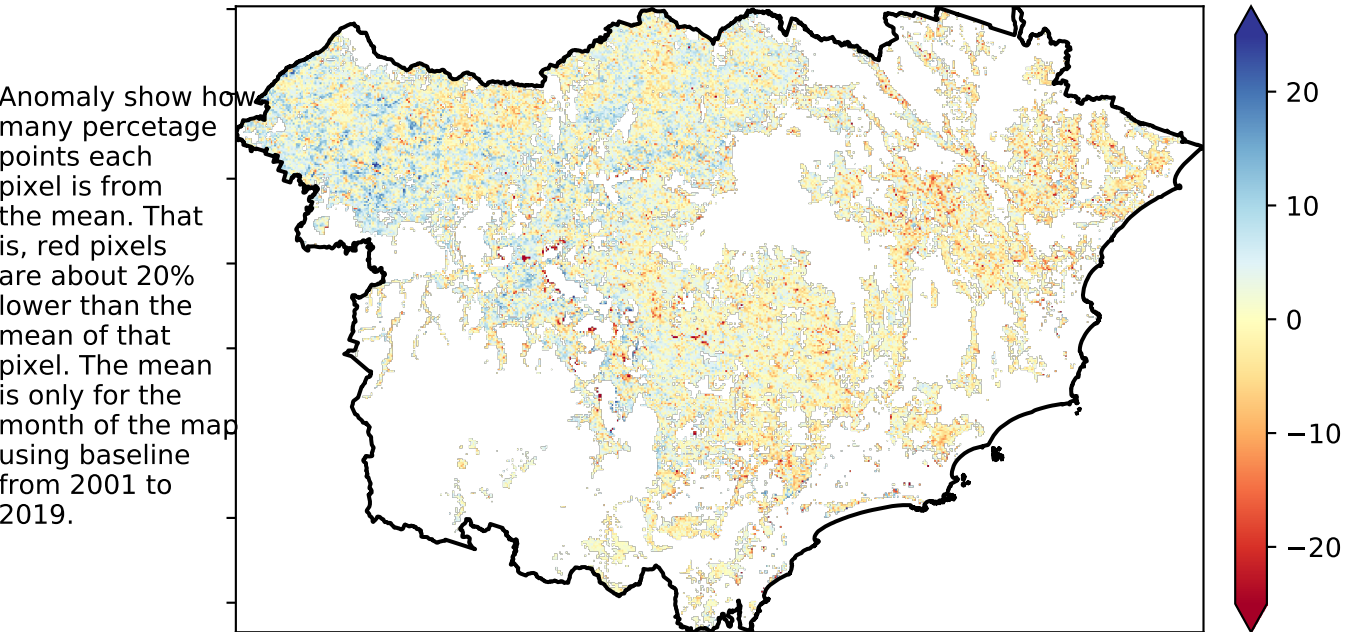 Anomaly show how
many percetage
points each
pixel is from
the mean. That
is, red pixels
are about 20%
lower than the
mean of that
pixel. The mean
is only for the
month of the map
using baseline
from 2001 to
2019.
20
10
0
−10
−20